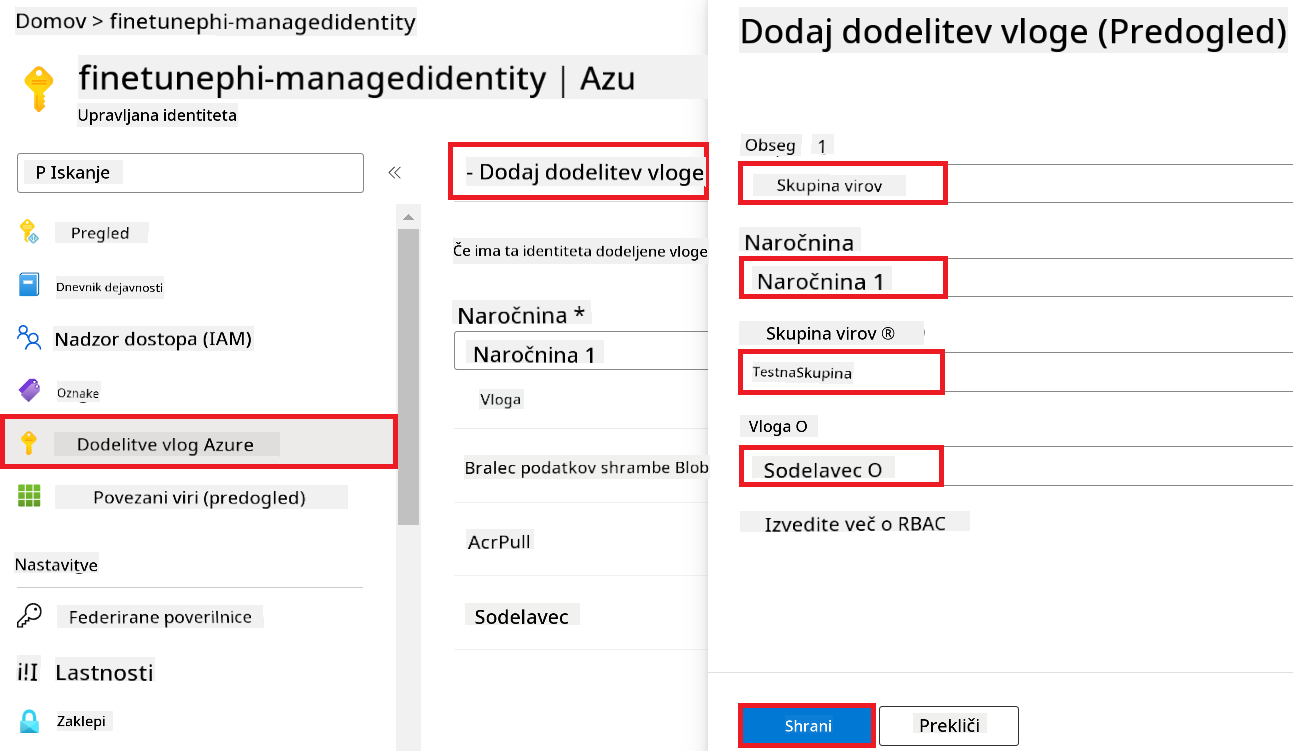 Domov > finetunephi-managedidentity
finetunephi-managedidentity | Azu
Upravljana identiteta
P Iskanje
Pregled
Dnevnik dejavnosti
Nadzor dostopa (IAM)
Oznake
Dodelitve vlog Azure
Povezani viri (predogled)
Nastavitve
Federirane poverilnice
i!I Lastnosti
Zaklepi
- Dodaj dodelitev vloge
Če ima ta identiteta dodeljene vloge
Naročnina *
Naročnina 1
Vloga
Bralec podatkov shrambe Blob
AcrPull
Sodelavec
Dodaj dodelitev vloge (Predogled)
Obseg 1
Skupina virov
Naročnina
Naročnina 1
Skupina virov ®
TestnaSkupina
Vloga O
Sodelavec O
Izvedite več o RBAC
Shrani
Prekliči